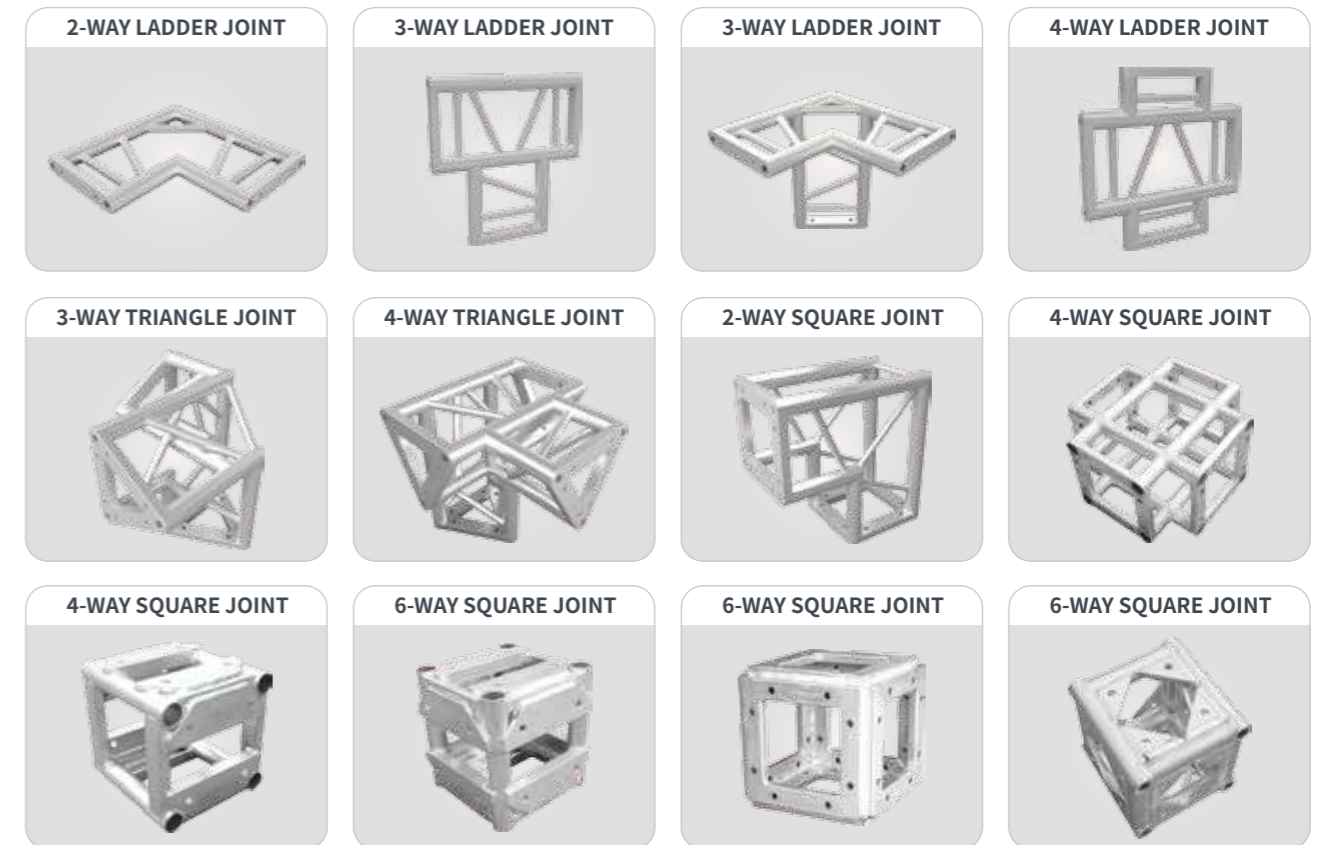 2-WAY LADDER JOINT
3-WAY LADDER JOINT
3-WAY LADDER JOINT
4-WAY LADDER JOINT
3-WAY TRIANGLE JOINT
4-WAY TRIANGLE JOINT
2-WAY SQUARE JOINT
4-WAY SQUARE JOINT
4-WAY SQUARE JOINT
6-WAY SQUARE JOINT
6-WAY SQUARE JOINT
6-WAY SQUARE JOINT